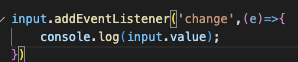 input.addEventListener('change',(e)=>{
    console.log(input.value);
})